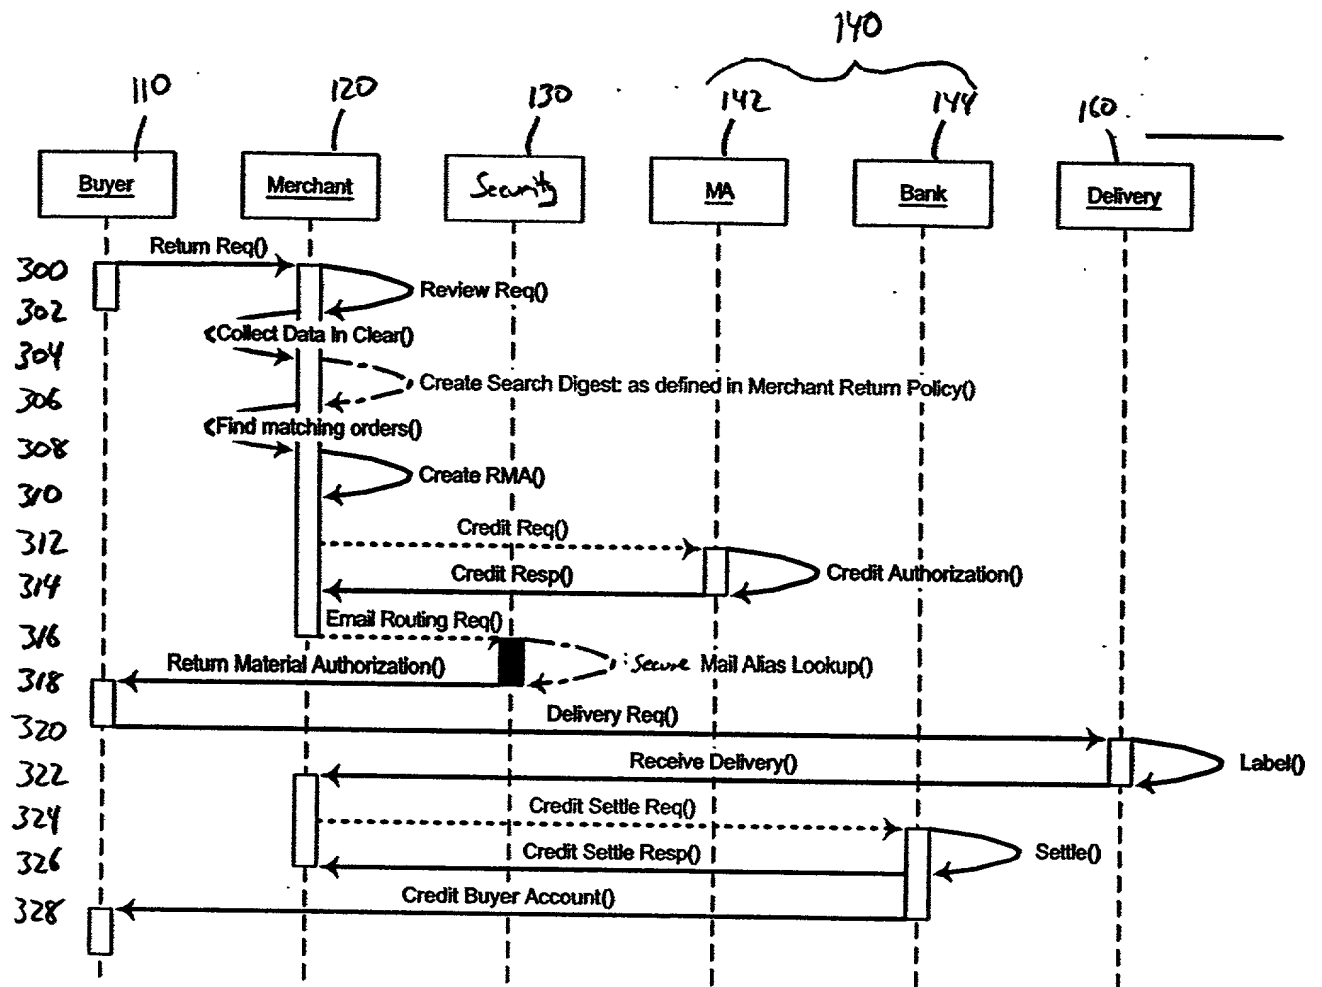 140
110
120
130
142
144
160
Buyer
Merchant
Security
MA
Bank
Delivery
300
Return Req()
Review Req()
302
Collect Data In Clear()
304
Create Search Digest: as defined in Merchant Return Policy()
306
Find matching orders()
308
Create RMA()
310
Credit Req()
312
Credit Resp()
Credit Authorization()
314
Email Routing Req()
316
Return Material Authorization()
: Secure Mail Alias Lookup()
318
Delivery Req()
320
Receive Delivery()
Label()
322
Credit Settle Req()
324
Credit Settle Resp()
Settle()
326
Credit Buyer Account()
328